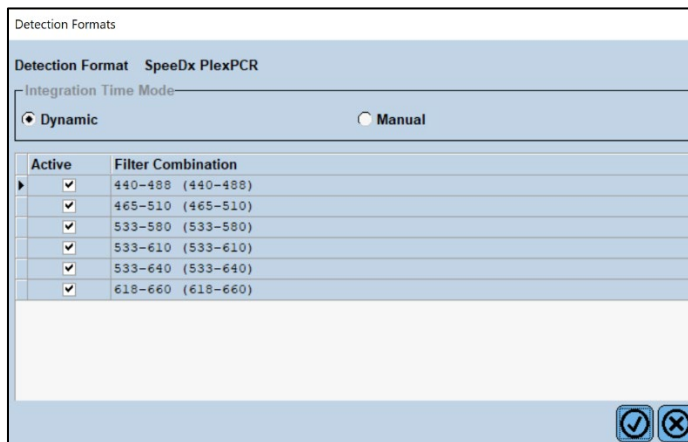 Detection Formats
Detection Format SpeeDx PlexPCR
Integration Time Mode
Dynamic Manual
Active Filter Combination
440-488 (440-488)
465-510 (465-510)
533-580 (533-580)
533-610 (533-610)
533-640 (533-640)
618-660 (618-660)